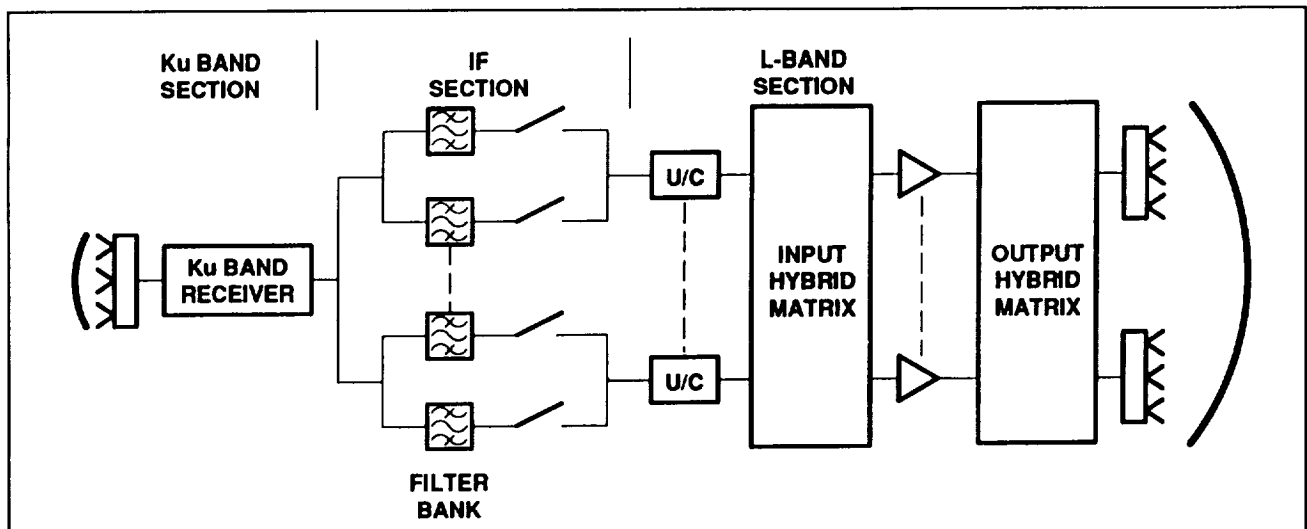 Ku BAND
SECTION
IF
SECTION
L-BAND
SECTION
Ku BAND
RECEIVER
U/C
U/C
INPUT
HYBRID
MATRIX
OUTPUT
HYBRID
MATRIX
FILTER
BANK